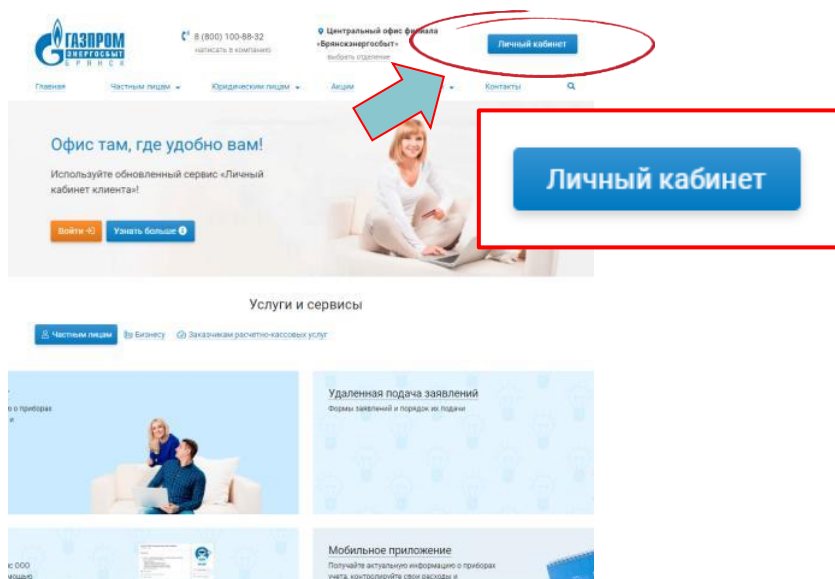 ГАЗПРОМ
ЭНЕРГОСБЫТ
БРЯНСК
8 (800) 100-88-32
написать в компанию
Центральный офис филиала
«Брянскэнергосбыт»
выбрать отделение
Личный кабинет
Главная
Частным лицам
Юридическим лицам
Акции
Контакты
Офис там, где удобно вам!
Используйте обновленный сервис «Личный
кабинет клиента»!
Войти
Узнать больше
Личный кабинет
Услуги и сервисы
Частным лицам
Бизнесу
Заказчикам расчетно-кассовых услуг
о приборах
и
Удаленная подача заявлений
Формы заявлений и порядок их подачи
с ООО
мощью
Мобильное приложение
Получайте актуальную информацию о приборах
учета, контролируйте свои расходы и